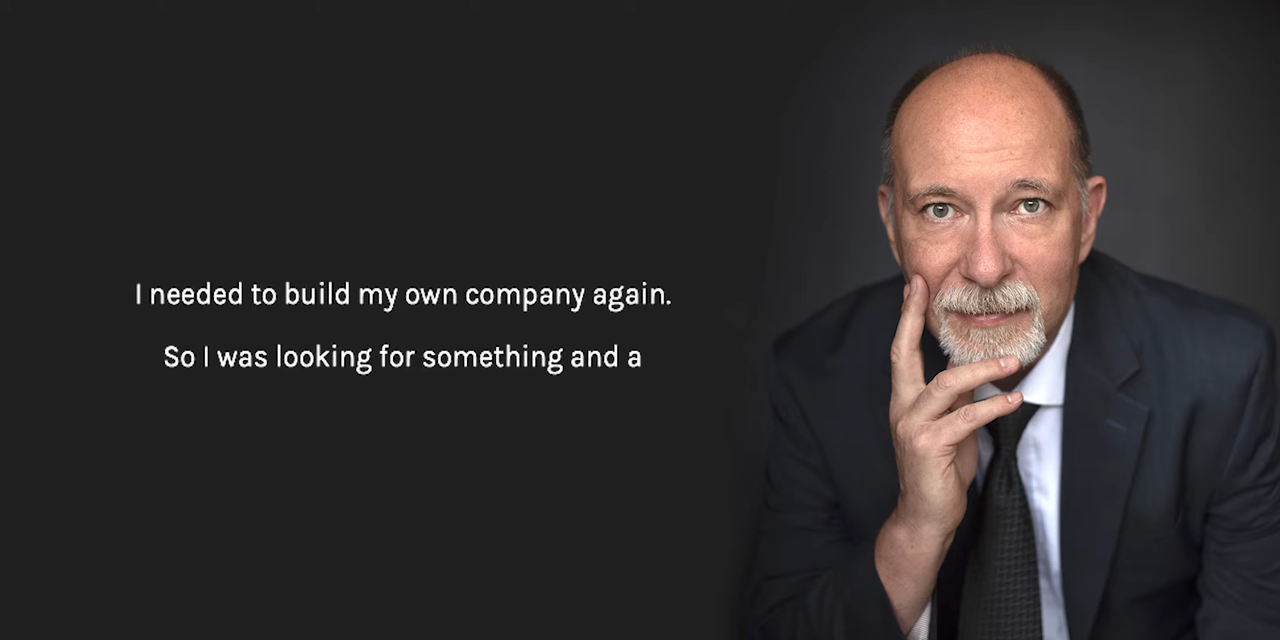 I needed to build my own company again.
So I was looking for something and a